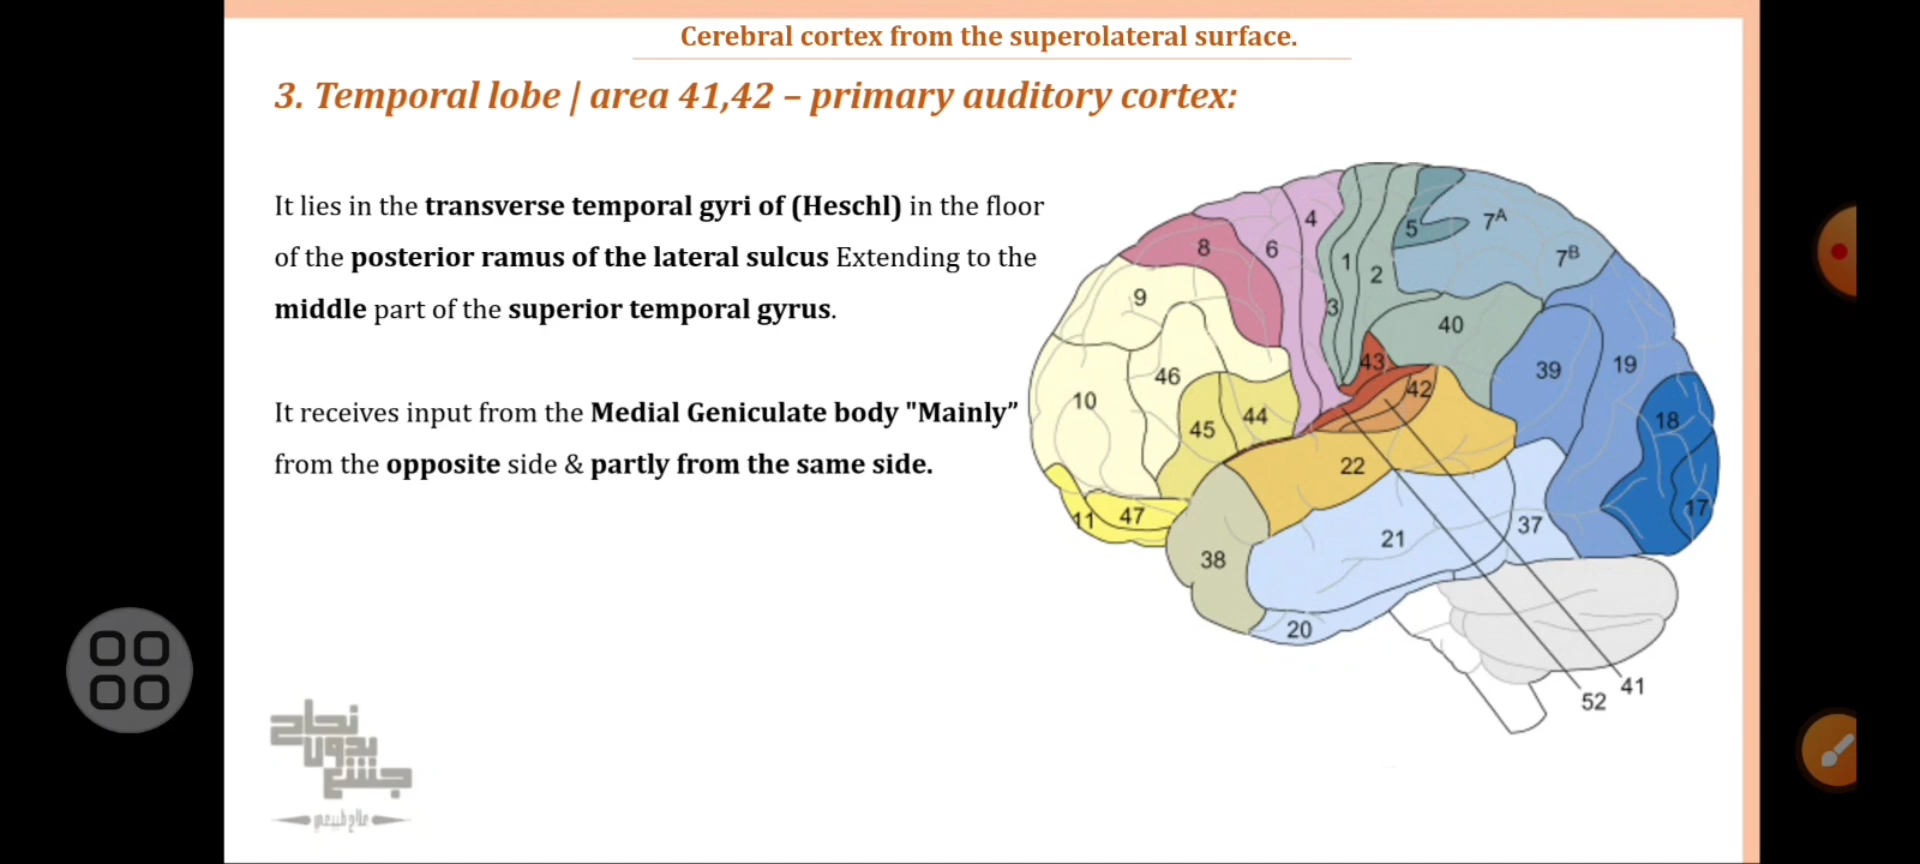 Cerebral cortex from the superolateral surface.
3. Temporal lobe | area 41,42 – primary auditory cortex:
It lies in the transverse temporal gyri of (Heschl) in the floor
of the posterior ramus of the lateral sulcus Extending to the
middle part of the superior temporal gyrus.
It receives input from the Medial Geniculate body "Mainly”
from the opposite side & partly from the same side.
4
5
7A
8
6
7B
1
2
9
3
40
43
19
39
46
42
10
44
18
45
22
17
11
47
37
21
38
20
41
52
نجاح
بدون
جشع
علاج طبيعي